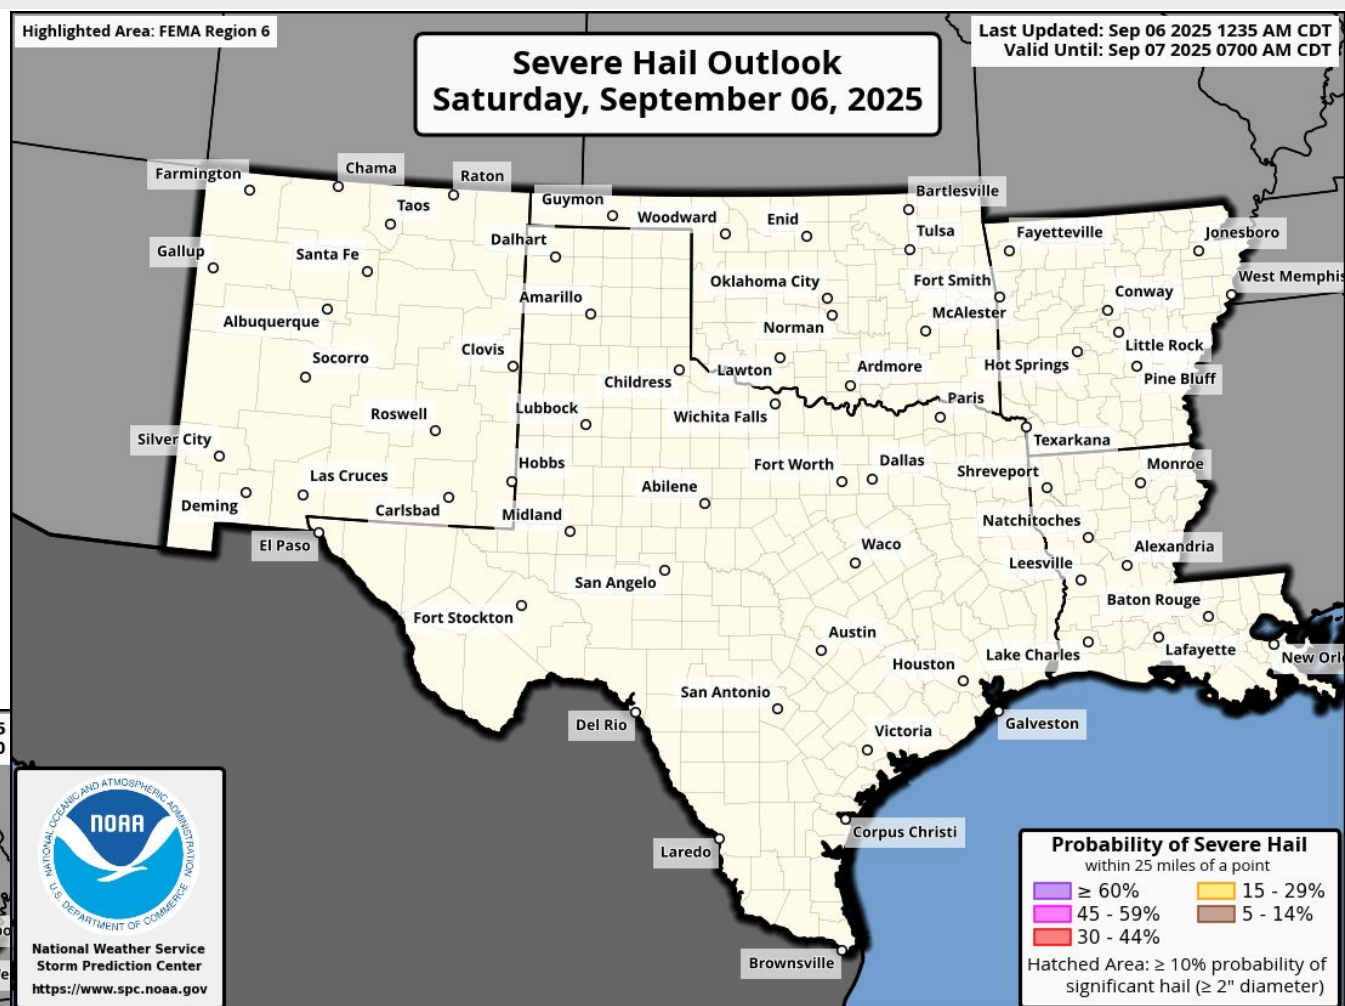 Highlighted Area: FEMA Region 6
Severe Hail Outlook
Saturday, September 06, 2025
Last Updated: Sep 06 2025 1235 AM CDT
Valid Until: Sep 07 2025 0700 AM CDT
Farmington
Chama
Raton
Taos
Guymon
Woodward
Enid
Bartlesville
Tulsa
Fayetteville
Jonesboro
Gallup
Santa Fe
Dalhart
Oklahoma City
Fort Smith
West Memphis
Albuquerque
Amarillo
Norman
McAlester
Conway
Little Rock
Socorro
Clovis
Childress
Lawton
Ardmore
Hot Springs
Pine Bluff
Roswell
Lubbock
Wichita Falls
Paris
Texarkana
Silver City
Las Cruces
Hobbs
Abilene
Fort Worth
Dallas
Shreveport
Monroe
Deming
Carlsbad
Midland
Natchitoches
El Paso
San Angelo
Waco
Leesville
Alexandria
Fort Stockton
Austin
Baton Rouge
Houston
Lake Charles
Lafayette
New Orl
San Antonio
Del Rio
Victoria
Galveston
Corpus Christi
Laredo
Brownsville
NATIONAL OCEANIC AND ATMOSPHERIC ADMINISTRATION
NOAA
U.S. DEPARTMENT OF COMMERCE
National Weather Service
Storm Prediction Center
https://www.spc.noaa.gov
Probability of Severe Hail
within 25 miles of a point
≥ 60%
15 - 29%
45 - 59%
5 - 14%
30 - 44%
Hatched Area: ≥ 10% probability of
significant hail (≥ 2" diameter)